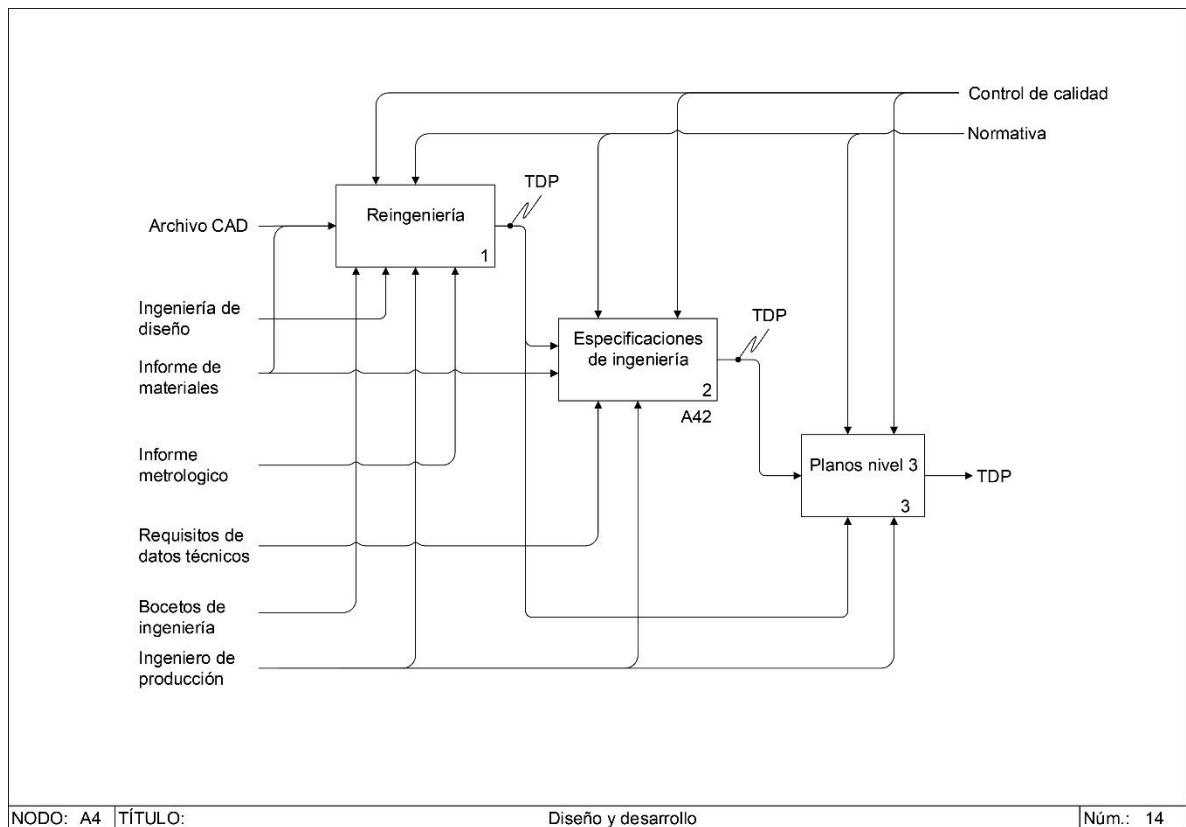 Control de calidad
Normativa
TDP
Archivo CAD
Reingeniería
1
Ingeniería de
diseño
TDP
Especificaciones
de ingeniería
2
A42
Informe de
materiales
Informe
metrologico
Planos nivel 3
3
TDP
Requisitos de
datos técnicos
Bocetos de
ingeniería
Ingeniero de
producción
NODO: A4 TÍTULO: Diseño y desarrollo Núm.: 14